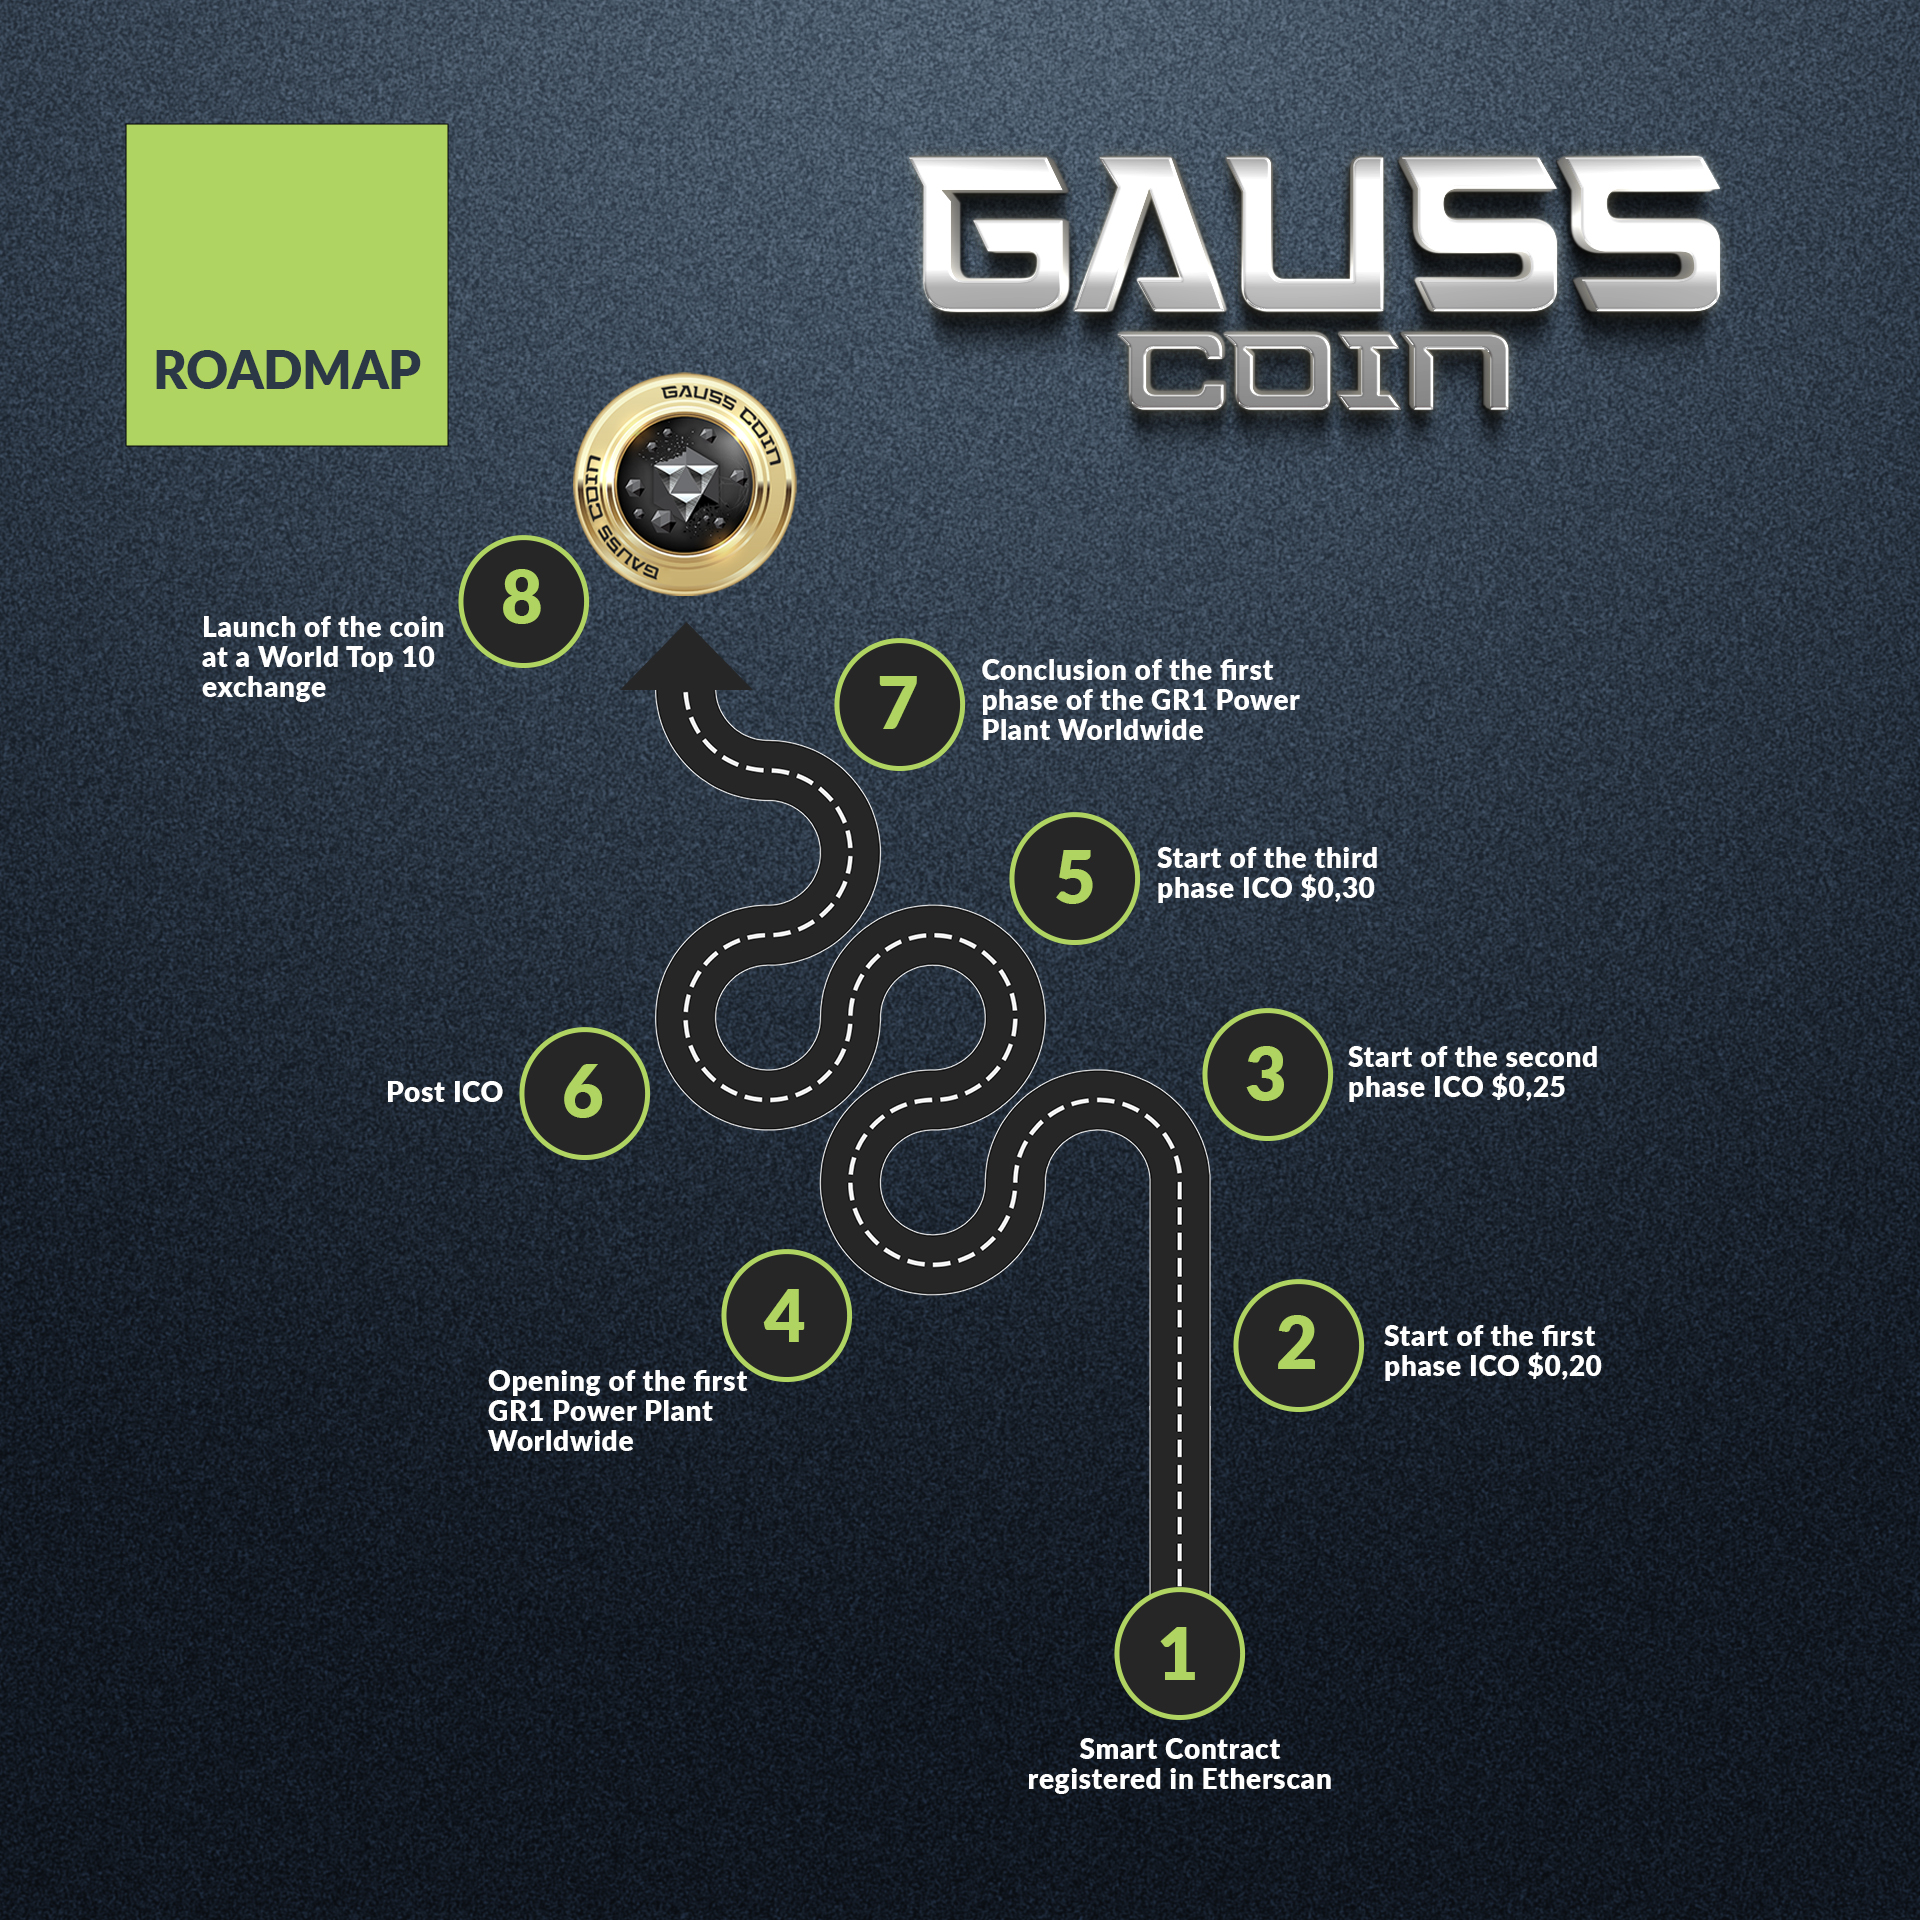 ROADMAP
GAUSS
COIN
GAUSS COIN
GAUSS COIN
8
Launch of the coin
at a World Top 10
exchange
7
Conclusion of the first
phase of the GR1 Power
Plant Worldwide
5
Start of the third
phase ICO $0,30
6
Post ICO
3
Start of the second
phase ICO $0,25
4
Opening of the first
GR1 Power Plant
Worldwide
2
Start of the first
phase ICO $0,20
1
Smart Contract
registered in Etherscan